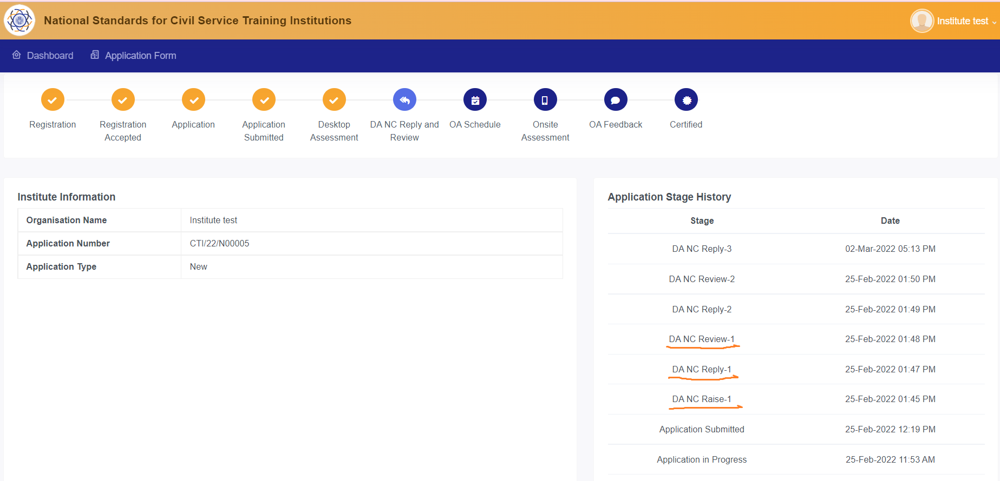 National Standards for Civil Service Training Institutions
Institute test
Dashboard
Application Form
Registration
Registration
Accepted
Application
Application
Submitted
Desktop
Assessment
DA NC Reply and
Review
OA Schedule
Onsite
Assessment
OA Feedback
Certified
Institute Information
Organisation Name Institute test
Application Number CTI/22/N00005
Application Type New
Application Stage History
Stage Date
DA NC Reply-3 02-Mar-2022 05:13 PM
DA NC Review-2 25-Feb-2022 01:50 PM
DA NC Reply-2 25-Feb-2022 01:49 PM
DA NC Review-1 25-Feb-2022 01:48 PM
DA NC Reply-1 25-Feb-2022 01:47 PM
DA NC Raise-1 25-Feb-2022 01:45 PM
Application Submitted 25-Feb-2022 12:19 PM
Application in Progress 25-Feb-2022 11:53 AM